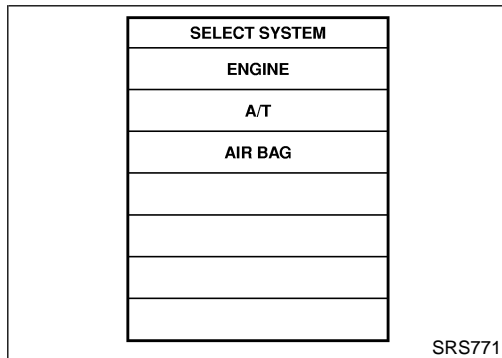 SELECT SYSTEM
ENGINE
A/T
AIR BAG
SRS771